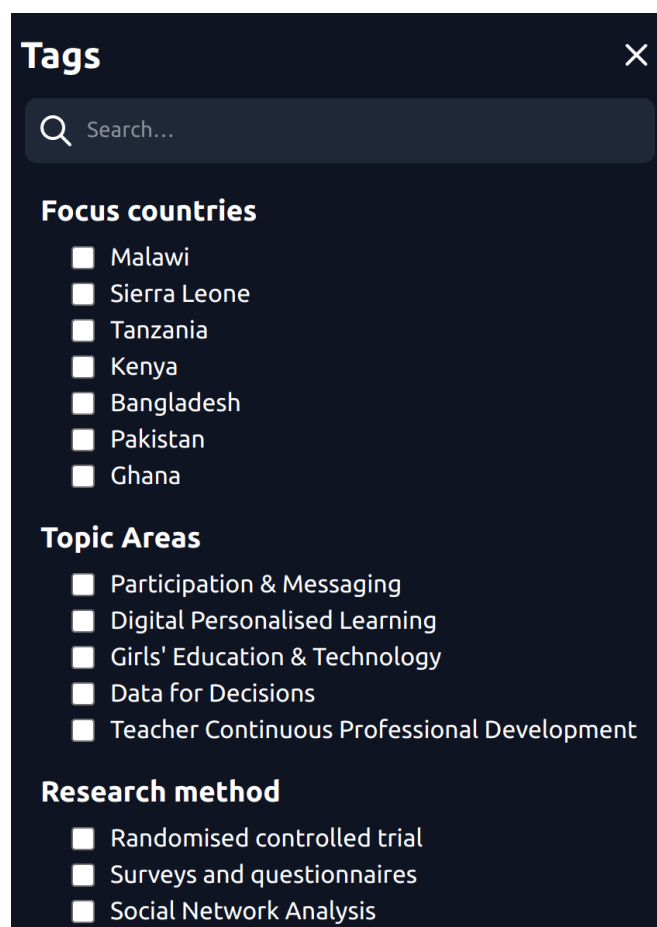 Tags
Search...
Focus countries
Malawi
Sierra Leone
Tanzania
Kenya
Bangladesh
Pakistan
Ghana
Topic Areas
Participation & Messaging
Digital Personalised Learning
Girls' Education & Technology
Data for Decisions
Teacher Continuous Professional Development
Research method
Randomised controlled trial
Surveys and questionnaires
Social Network Analysis